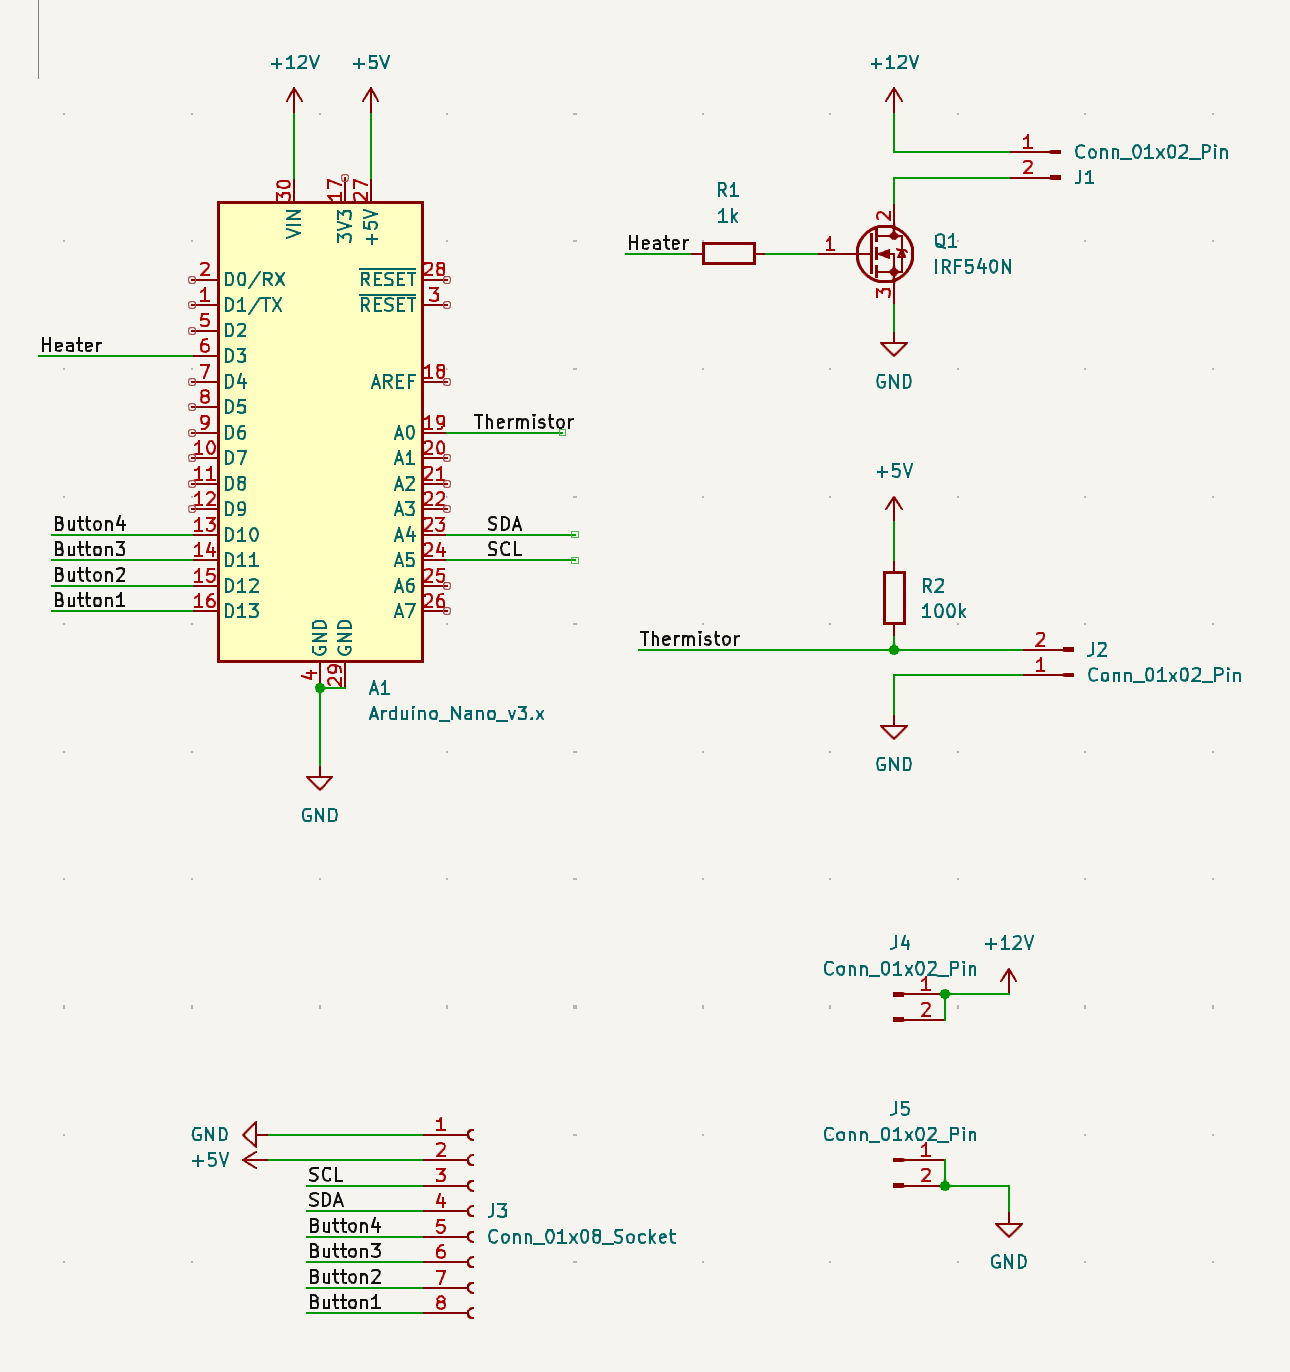 +12V +5V
30 17 27
VIN 3V3 +5V
2 D0/RX RESET 28
1 D1/TX RESET 3
5 D2
Heater 6 D3
7 D4 AREF 18
8 D5
9 D6 A0 19 Thermistor
10 D7 A1 20
11 D8 A2 21
12 D9 A3 22
Button4 13 D10 A4 23 SDA
Button3 14 D11 A5 24 SCL
Button2 15 D12 A6 25
Button1 16 D13 A7 26
GND GND
4 29
A1
Arduino_Nano_v3.x
GND
+12V
1 Conn_01x02_Pin
2 J1
R1
1k
Heater 1
2
Q1
IRF540N
3
GND
+5V
R2
100k
Thermistor 2 J2
1 Conn_01x02_Pin
GND
J4 +12V
Conn_01x02_Pin
1
2
J5
Conn_01x02_Pin
1
2
GND
GND 1
+5V 2
SCL 3
SDA 4 J3
Button4 5 Conn_01x08_Socket
Button3 6
Button2 7
Button1 8